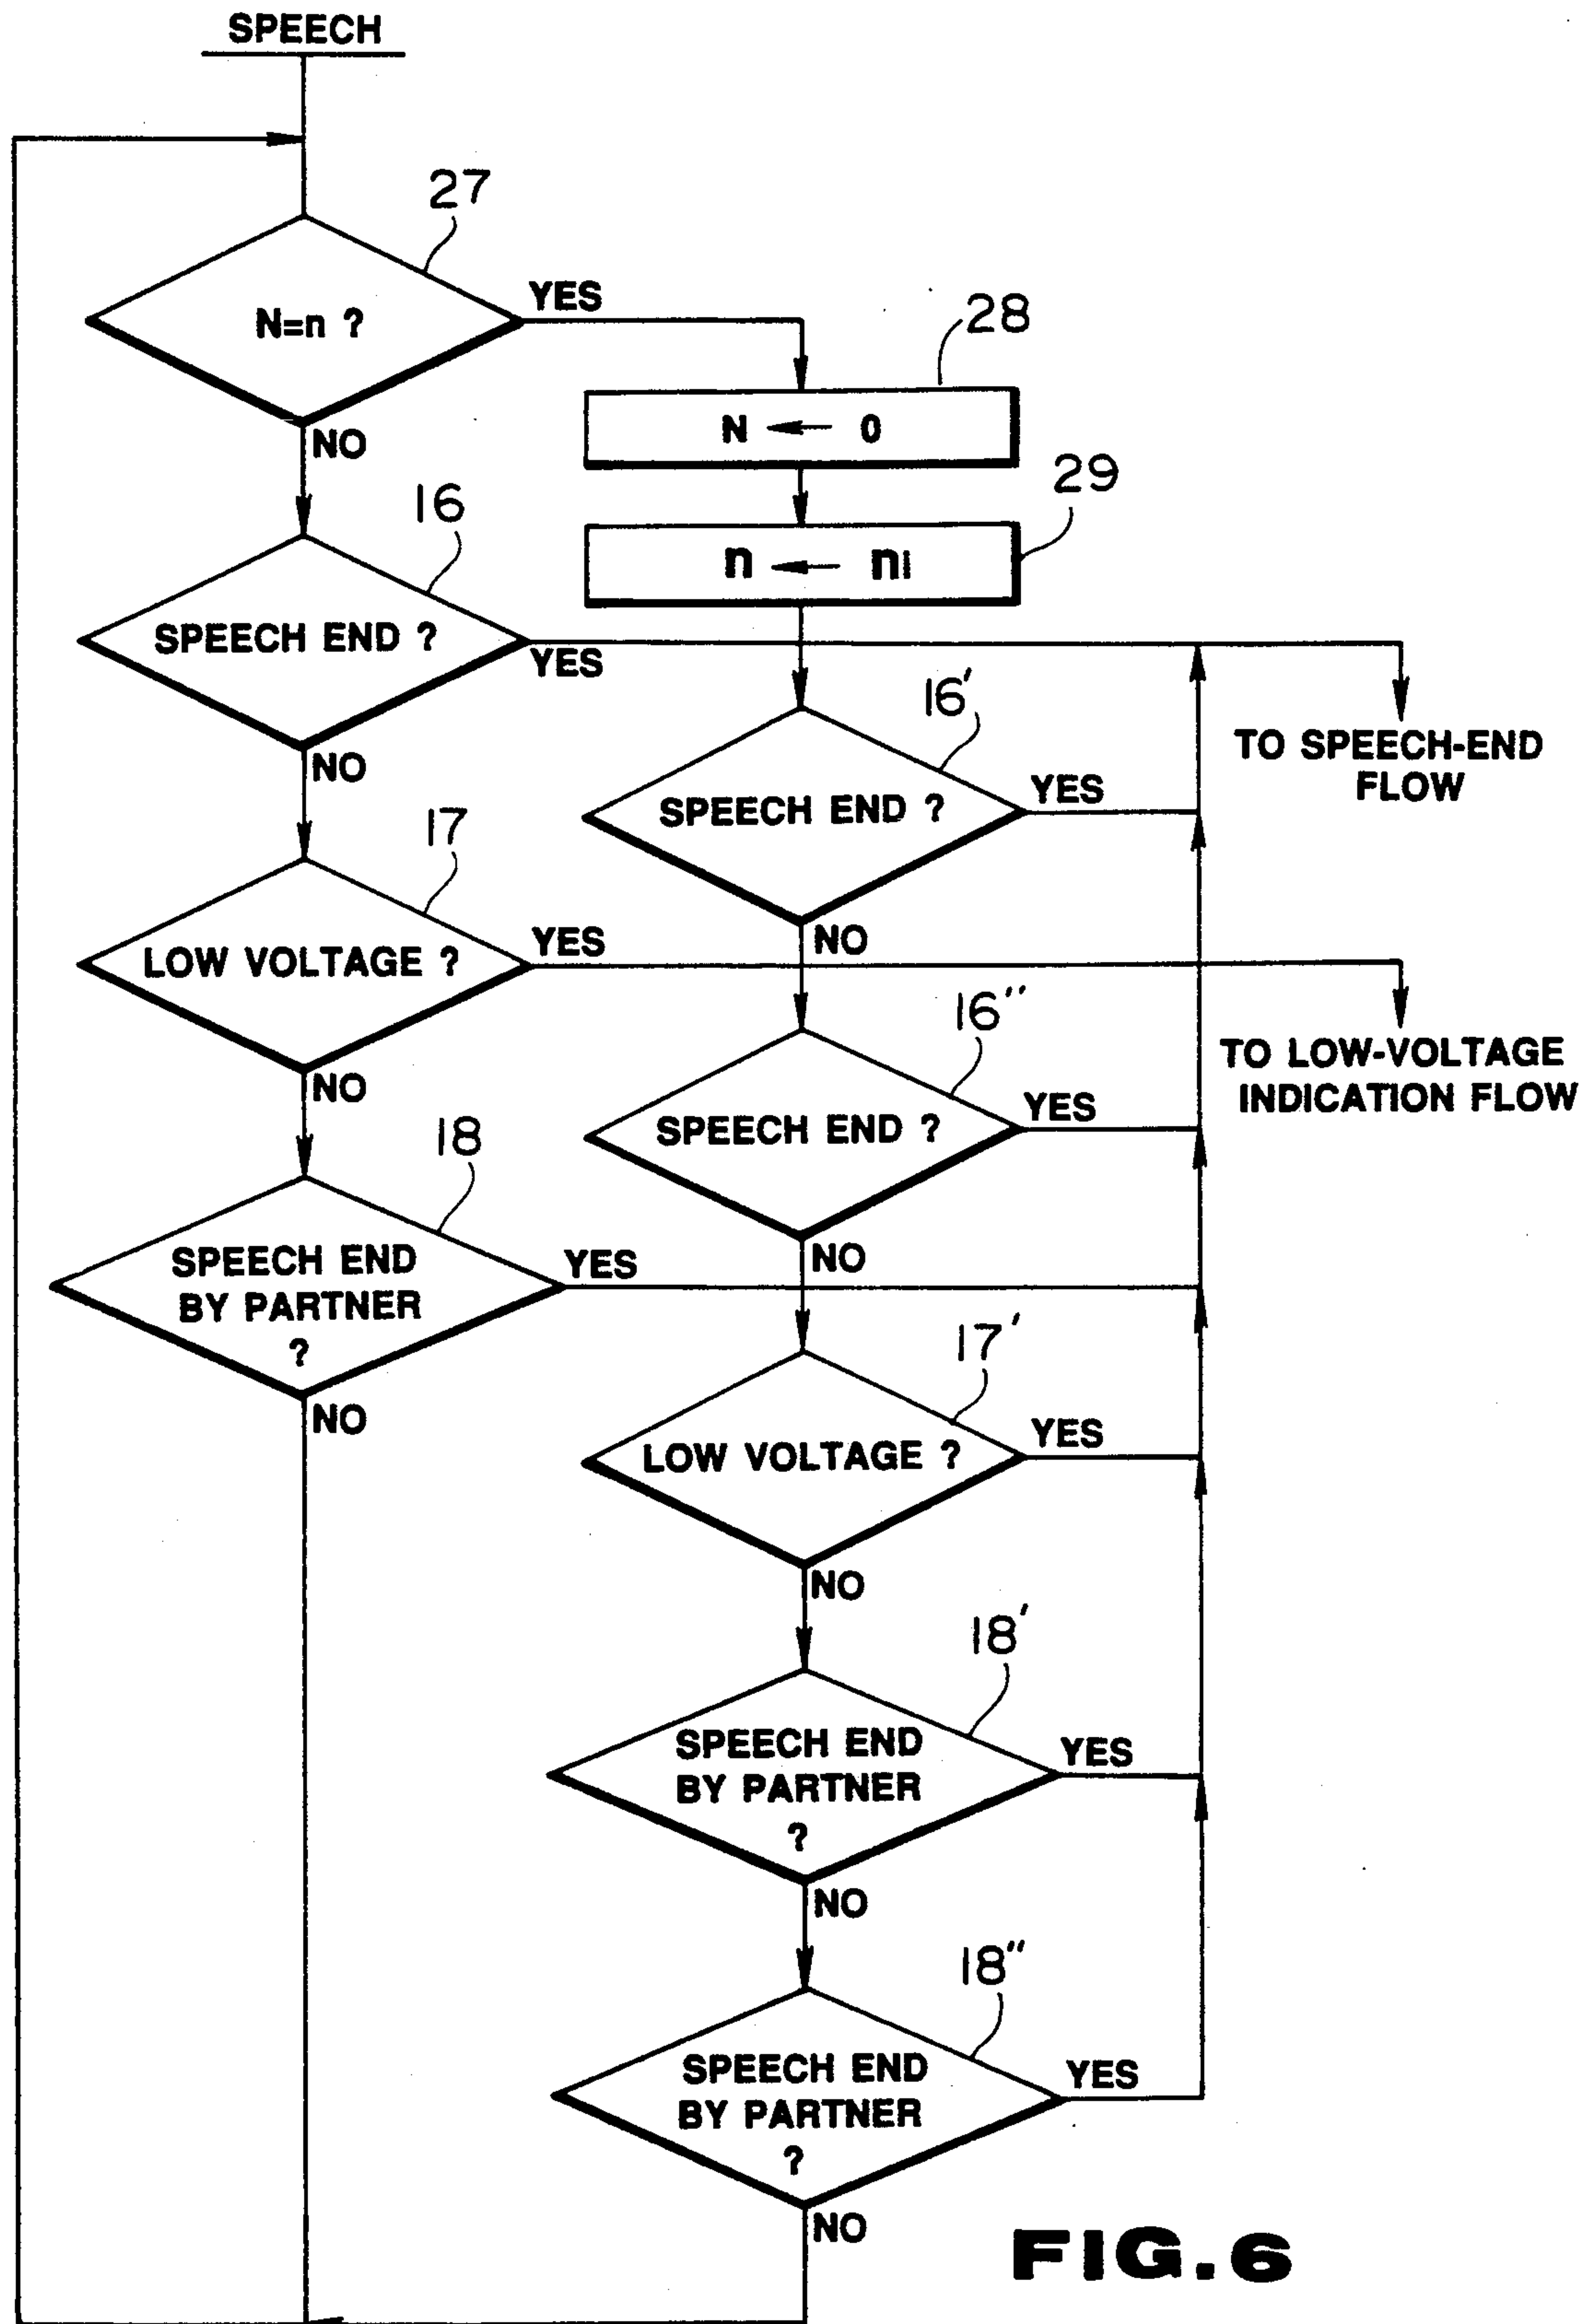 SPEECH
27
N=n ?
YES
NO
28
N ← 0
29
n ← ni
16
SPEECH END ?
YES
NO
16′
SPEECH END ?
YES
NO
TO SPEECH-END
FLOW
17
LOW VOLTAGE ?
YES
NO
16″
SPEECH END ?
YES
NO
TO LOW-VOLTAGE
INDICATION FLOW
18
SPEECH END
BY PARTNER
?
YES
NO
17′
LOW VOLTAGE ?
YES
NO
18′
SPEECH END
BY PARTNER
?
YES
NO
18″
SPEECH END
BY PARTNER
?
YES
NO
FIG.6